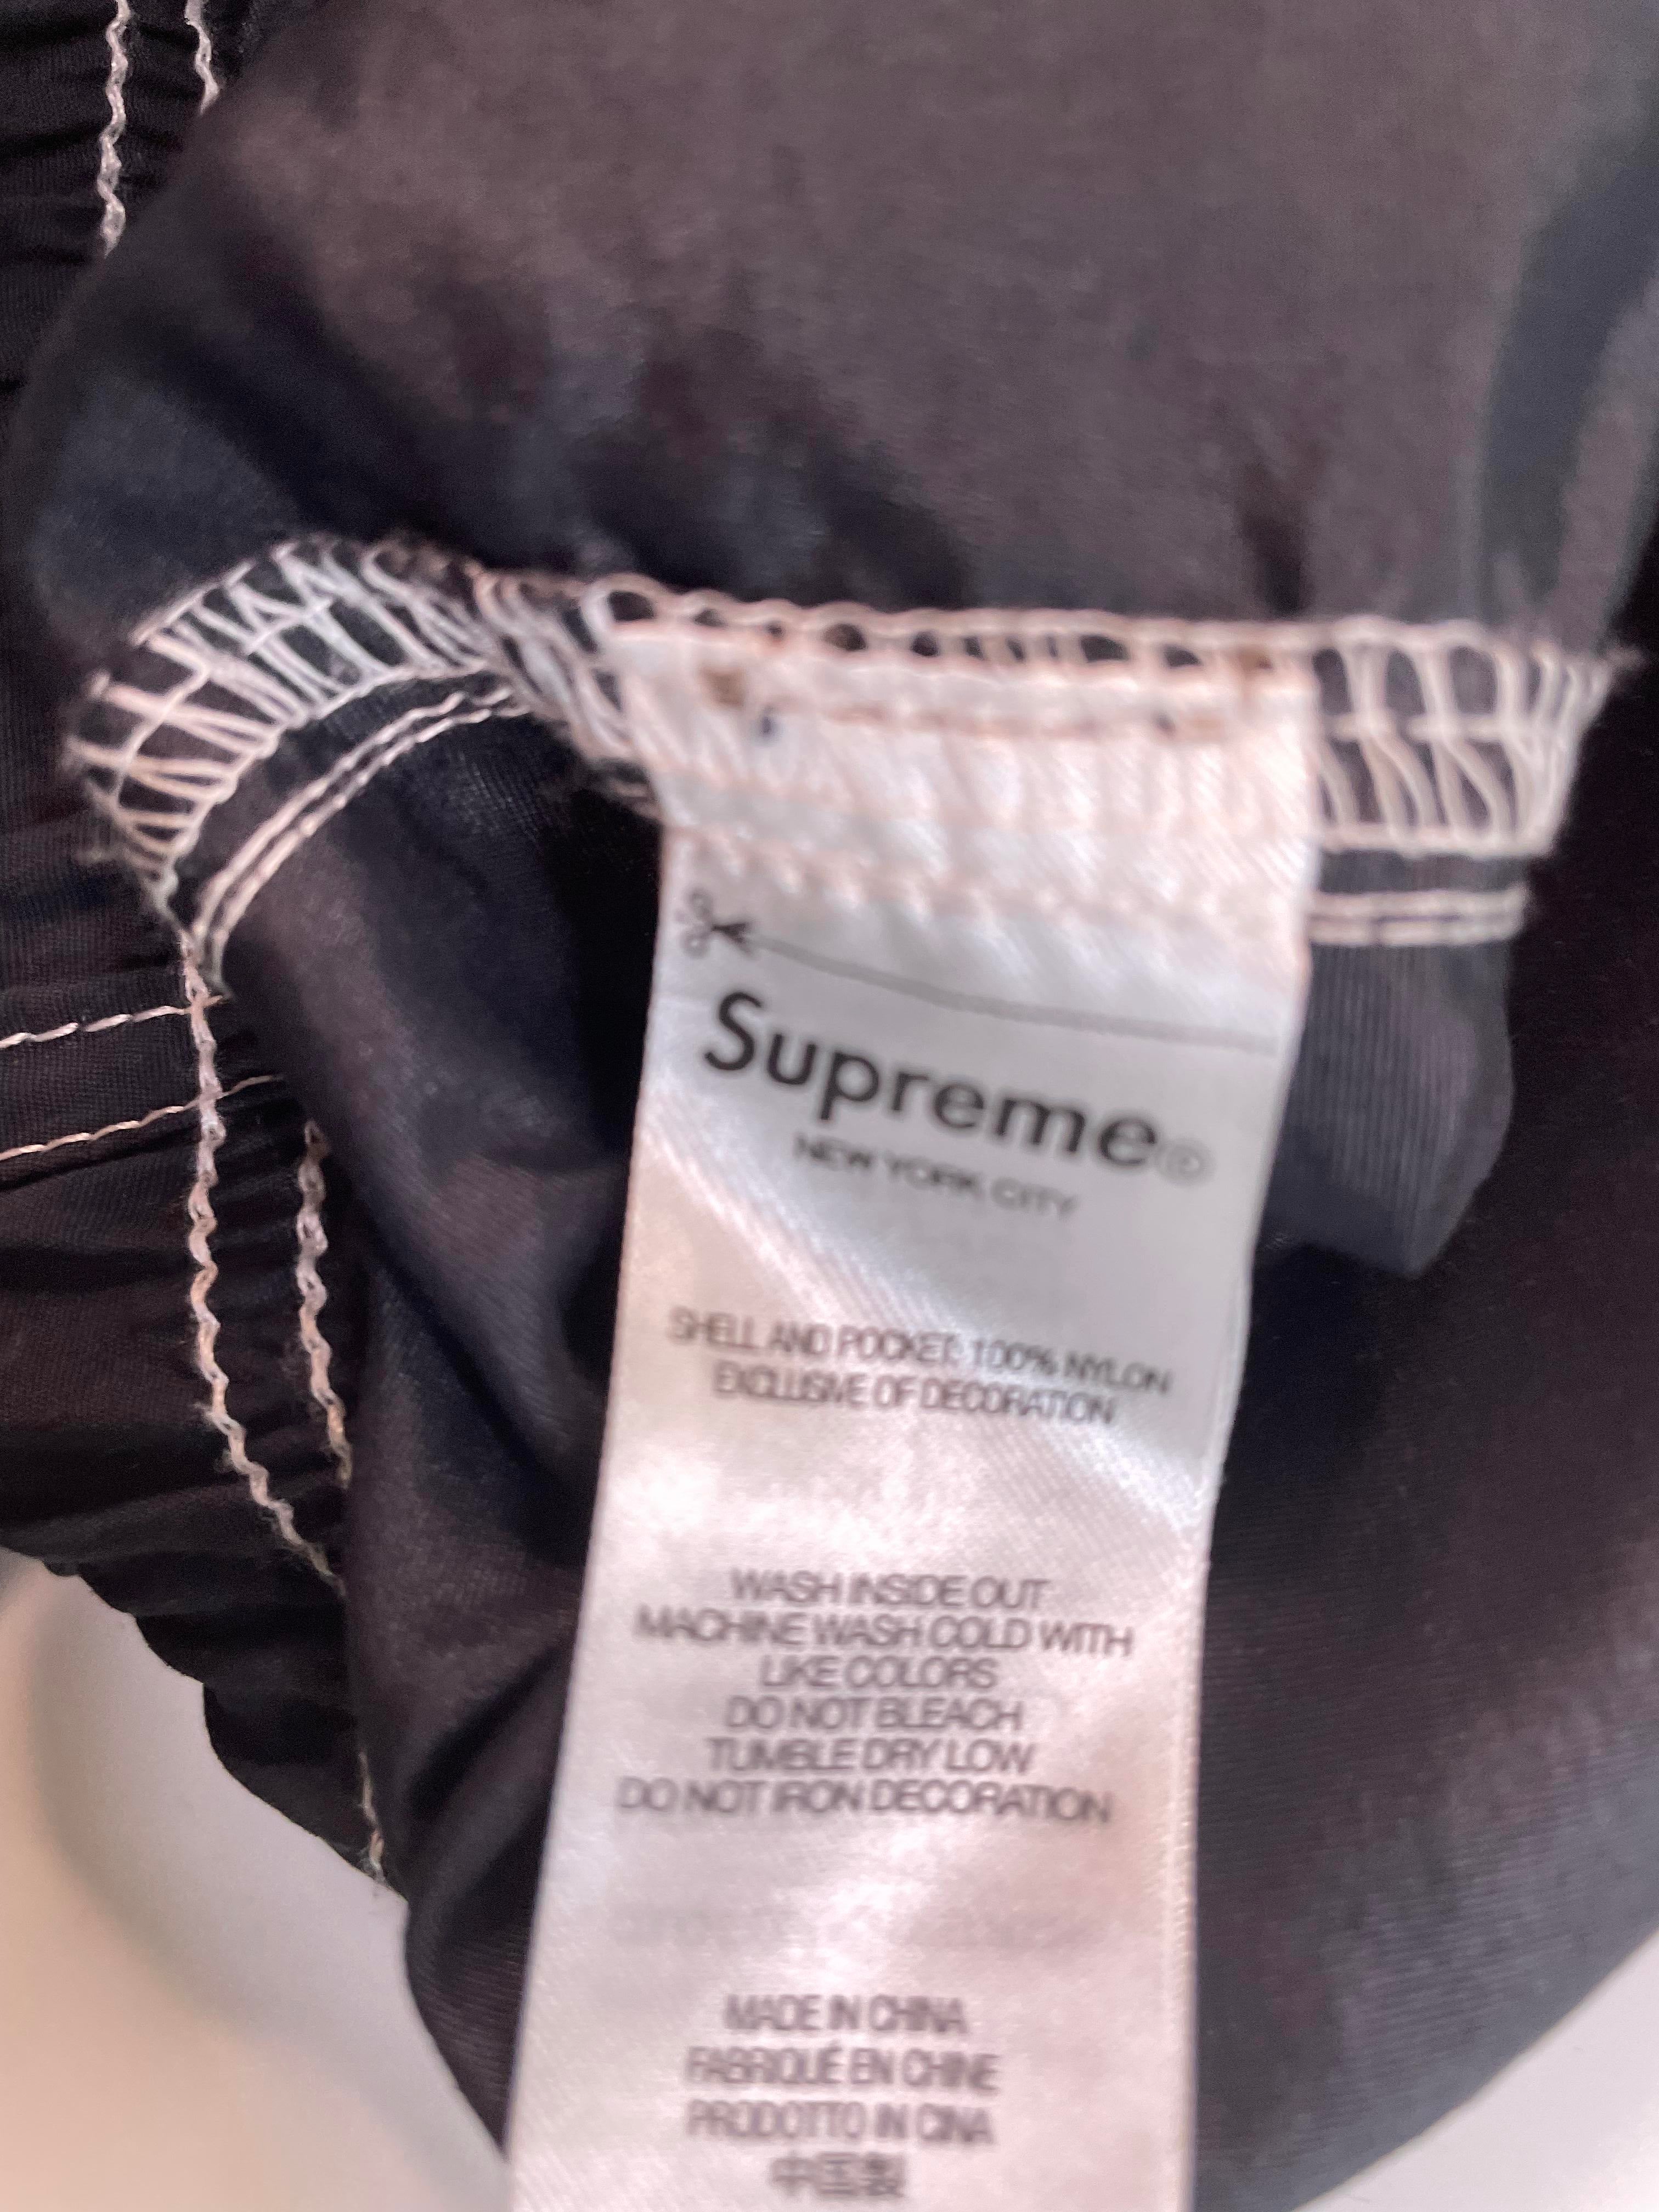 Supreme®
NEW YORK CITY
SHELL AND POCKET: 100% NYLON
EXCLUSIVE OF DECORATION
WASH INSIDE OUT
MACHINE WASH COLD WITH
LIKE COLORS
DO NOT BLEACH
TUMBLE DRY LOW
DO NOT IRON DECORATION
MADE IN CHINA
FABRIQUÉ EN CHINE
PRODOTTO IN CINA
中国製